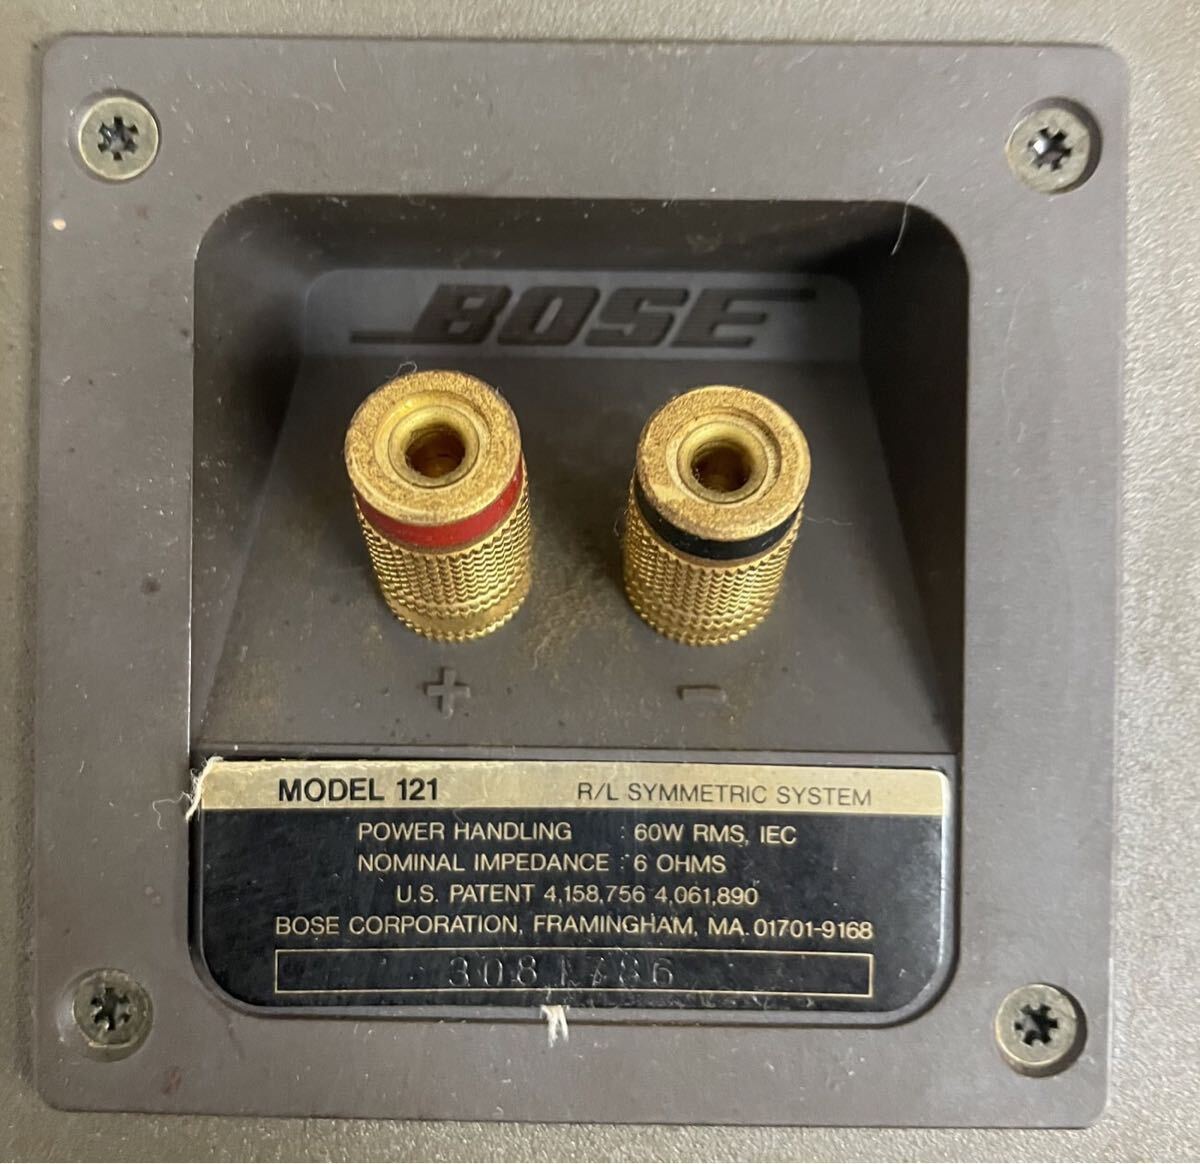 BOSE
+ -
MODEL 121 R/L SYMMETRIC SYSTEM
POWER HANDLING : 60W RMS, IEC
NOMINAL IMPEDANCE : 6 OHMS
U.S. PATENT 4,158,756 4,061,890
BOSE CORPORATION, FRAMINGHAM, MA. 01701-9168